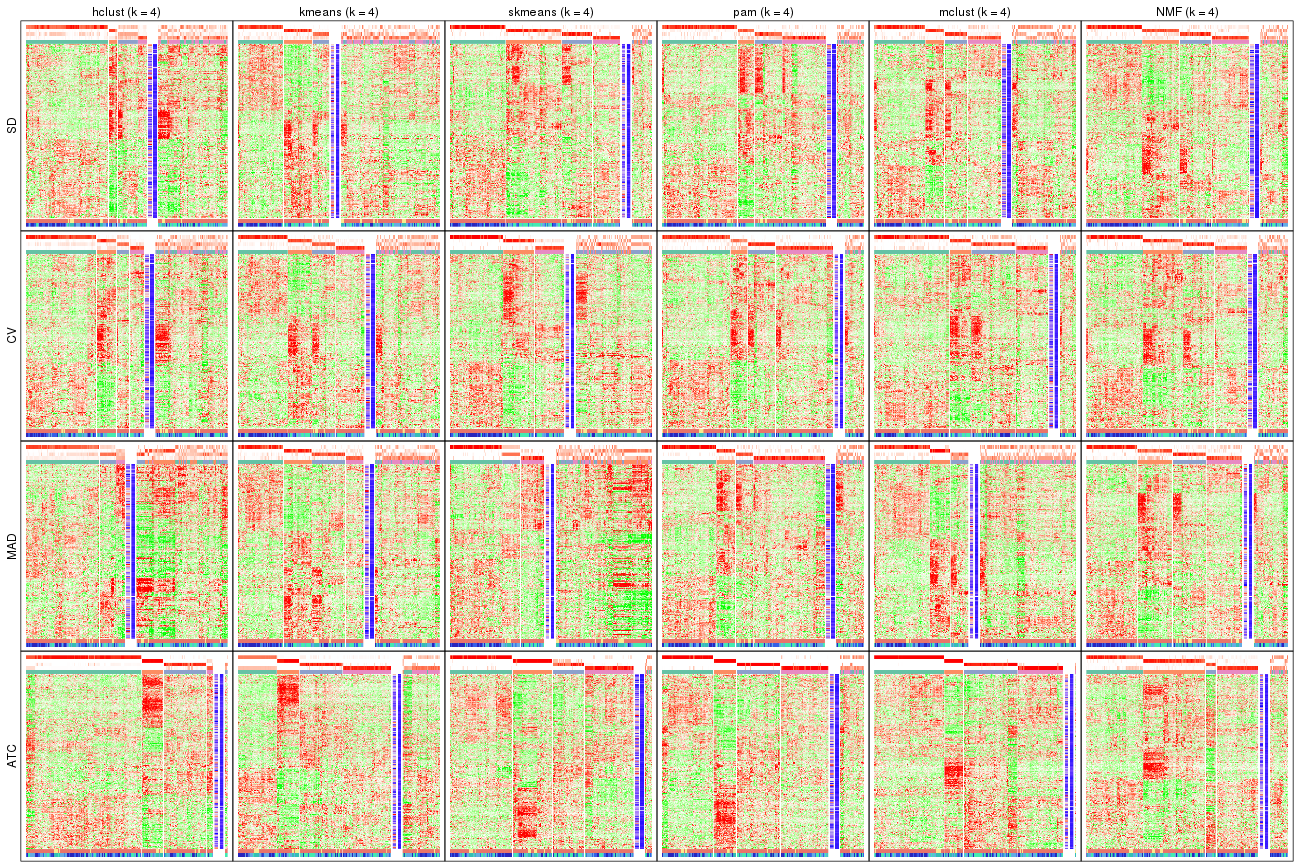 hclust (k = 4)
kmeans (k = 4)
skmeans (k = 4)
pam (k = 4)
mclust (k = 4)
NMF (k = 4)
SD
CV
MAD
ATC